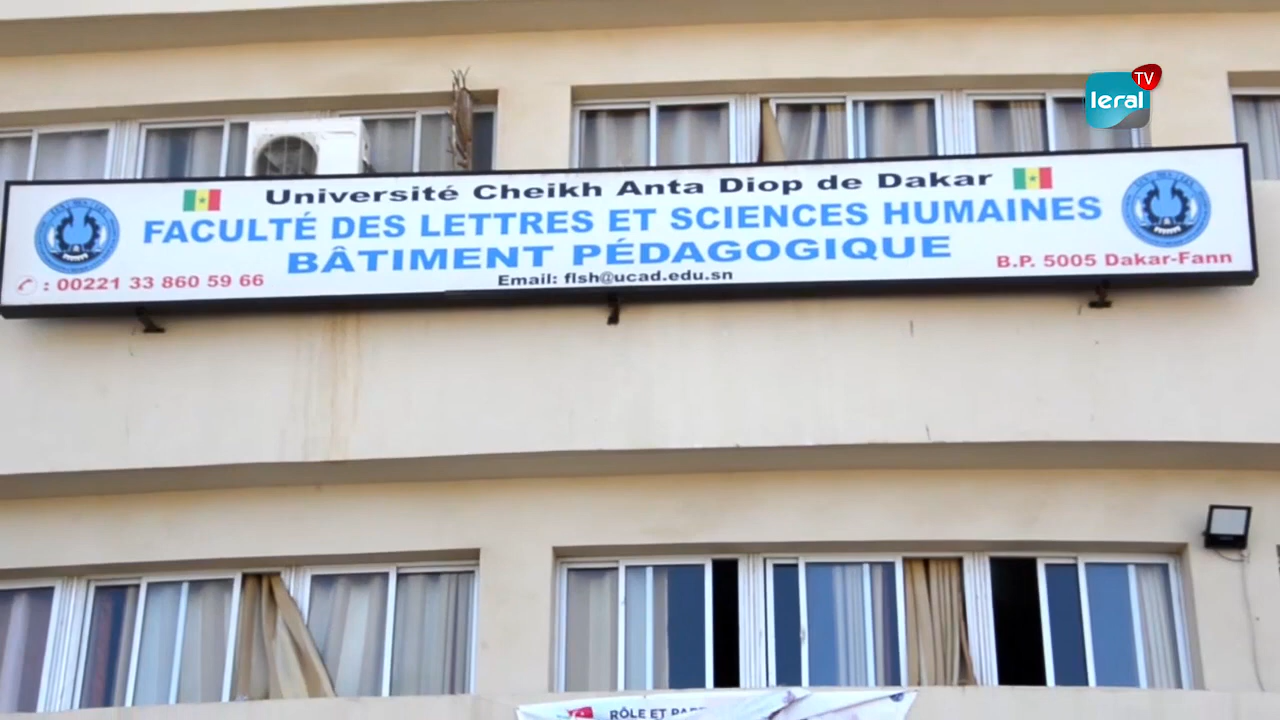 TV
leral
Université Cheikh Anta Diop de Dakar
FACULTÉ DES LETTRES ET SCIENCES HUMAINES
BÂTIMENT PÉDAGOGIQUE
: 00221 33 860 59 66
Email: flsh@ucad.edu.sn
B.P. 5005 Dakar-Fann
RÔLE ET